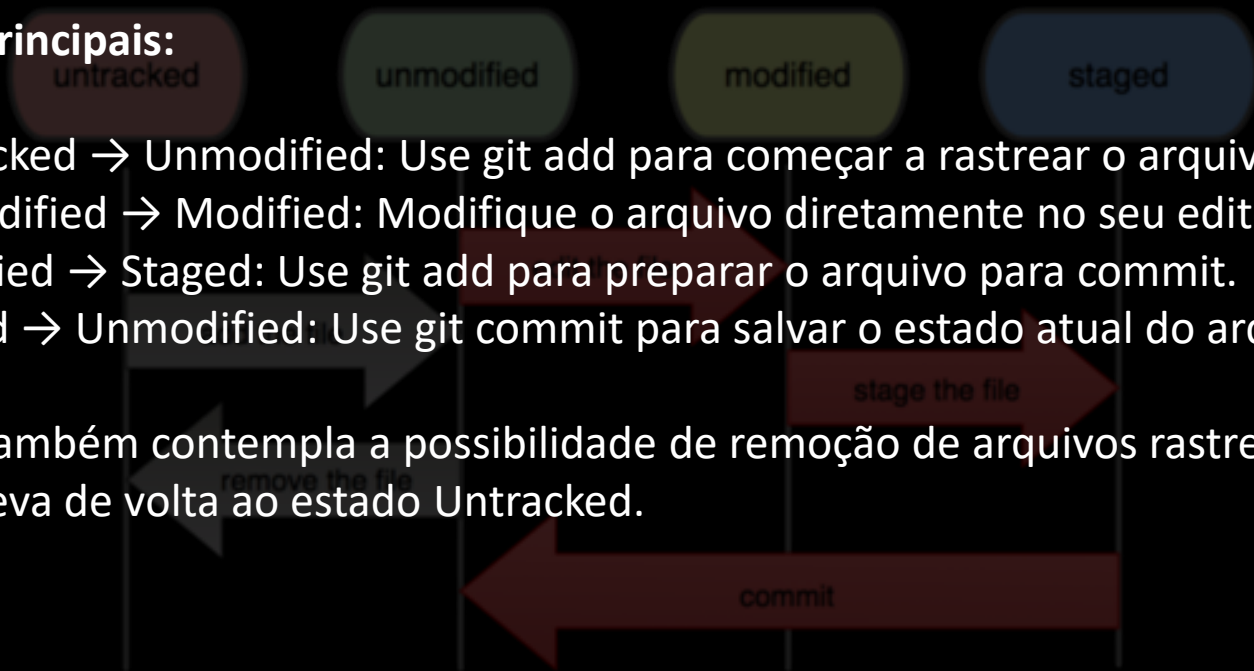 rincipais:
untracked unmodified modified staged
cked → Unmodified: Use git add para começar a rastrear o arquiv
dified → Modified: Modifique o arquivo diretamente no seu edit
ied → Staged: Use git add para preparar o arquivo para commit.
d → Unmodified: Use git commit para salvar o estado atual do arq
stage the file
ambém contempla a possibilidade de remoção de arquivos rastre
remove the file
eva de volta ao estado Untracked.
commit